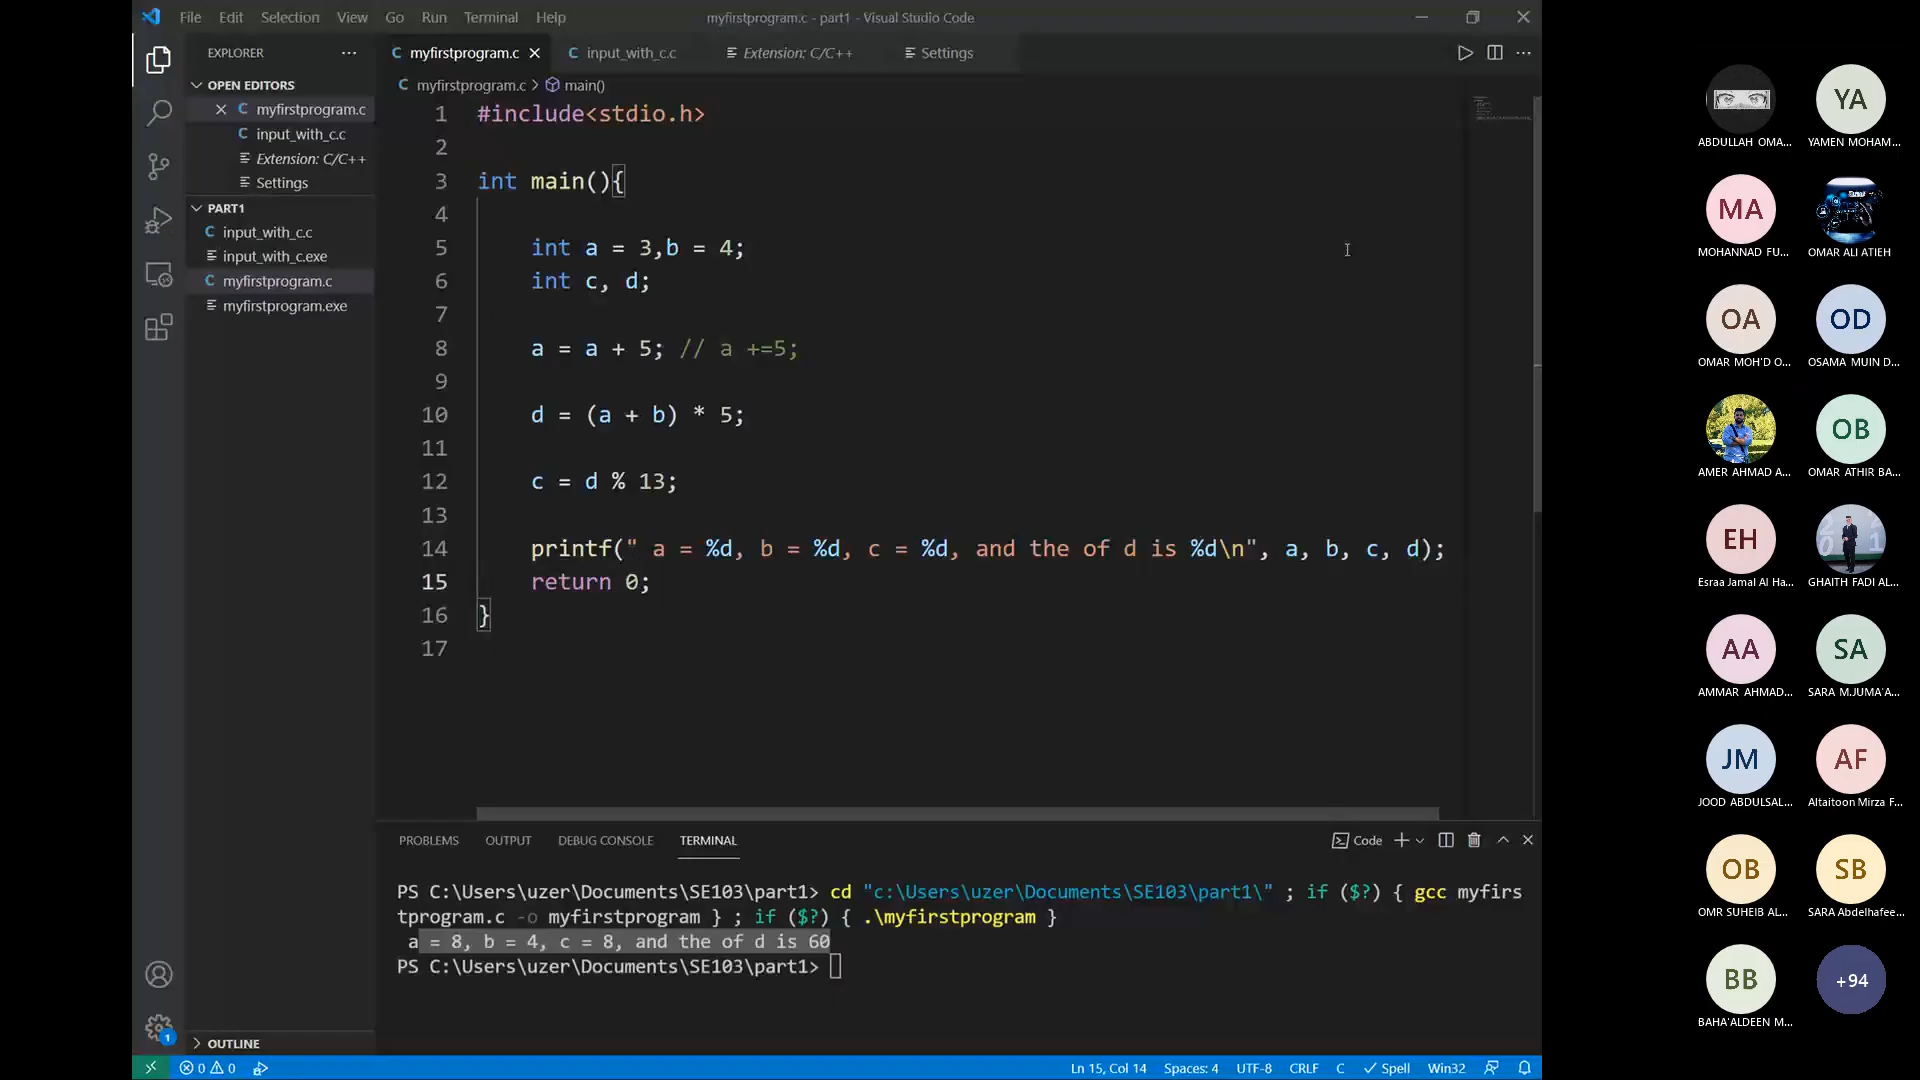 File Edit Selection View Go Run Terminal Help
myfirstprogram.c - part1 - Visual Studio Code
EXPLORER
myfirstprogram.c
input_with_c.c
Extension: C/C++
Settings
OPEN EDITORS
myfirstprogram.c
input_with_c.c
Extension: C/C++
Settings
PART1
input_with_c.c
input_with_c.exe
myfirstprogram.c
myfirstprogram.exe
OUTLINE
myfirstprogram.c > main()
1 #include<stdio.h>
2
3 int main(){
4
5 int a = 3,b = 4;
6 int c, d;
7
8 a = a + 5; // a +=5;
9
10 d = (a + b) * 5;
11
12 c = d % 13;
13
14 printf(" a = %d, b = %d, c = %d, and the of d is %d\n", a, b, c, d);
15 return 0;
16 }
17
PROBLEMS OUTPUT DEBUG CONSOLE TERMINAL
Code
PS C:\Users\uzer\Documents\SE103\part1> cd "c:\Users\uzer\Documents\SE103\part1\" ; if ($?) { gcc myfirs
tprogram.c -o myfirstprogram } ; if ($?) { .\myfirstprogram }
a = 8, b = 4, c = 8, and the of d is 60
PS C:\Users\uzer\Documents\SE103\part1>
1
0 0
Ln 15, Col 14 Spaces: 4 UTF-8 CRLF C Spell Win32
ABDULLAH OMA...
YA
YAMEN MOHAM...
MA
MOHANNAD FU...
OMAR ALI ATIEH
OA
OMAR MOH'D O...
OD
OSAMA MUIN D...
AMER AHMAD A...
OB
OMAR ATHIR BA...
EH
Esraa Jamal Al Ha...
GHAITH FADI AL...
AA
AMMAR AHMAD...
SA
SARA M.JUMA'A...
JM
JOOD ABDULSAL...
AF
Altaitoon Mirza F...
OB
OMR SUHEIB AL...
SB
SARA Abdelhafee...
BB
BAHA'ALDEEN M...
+94